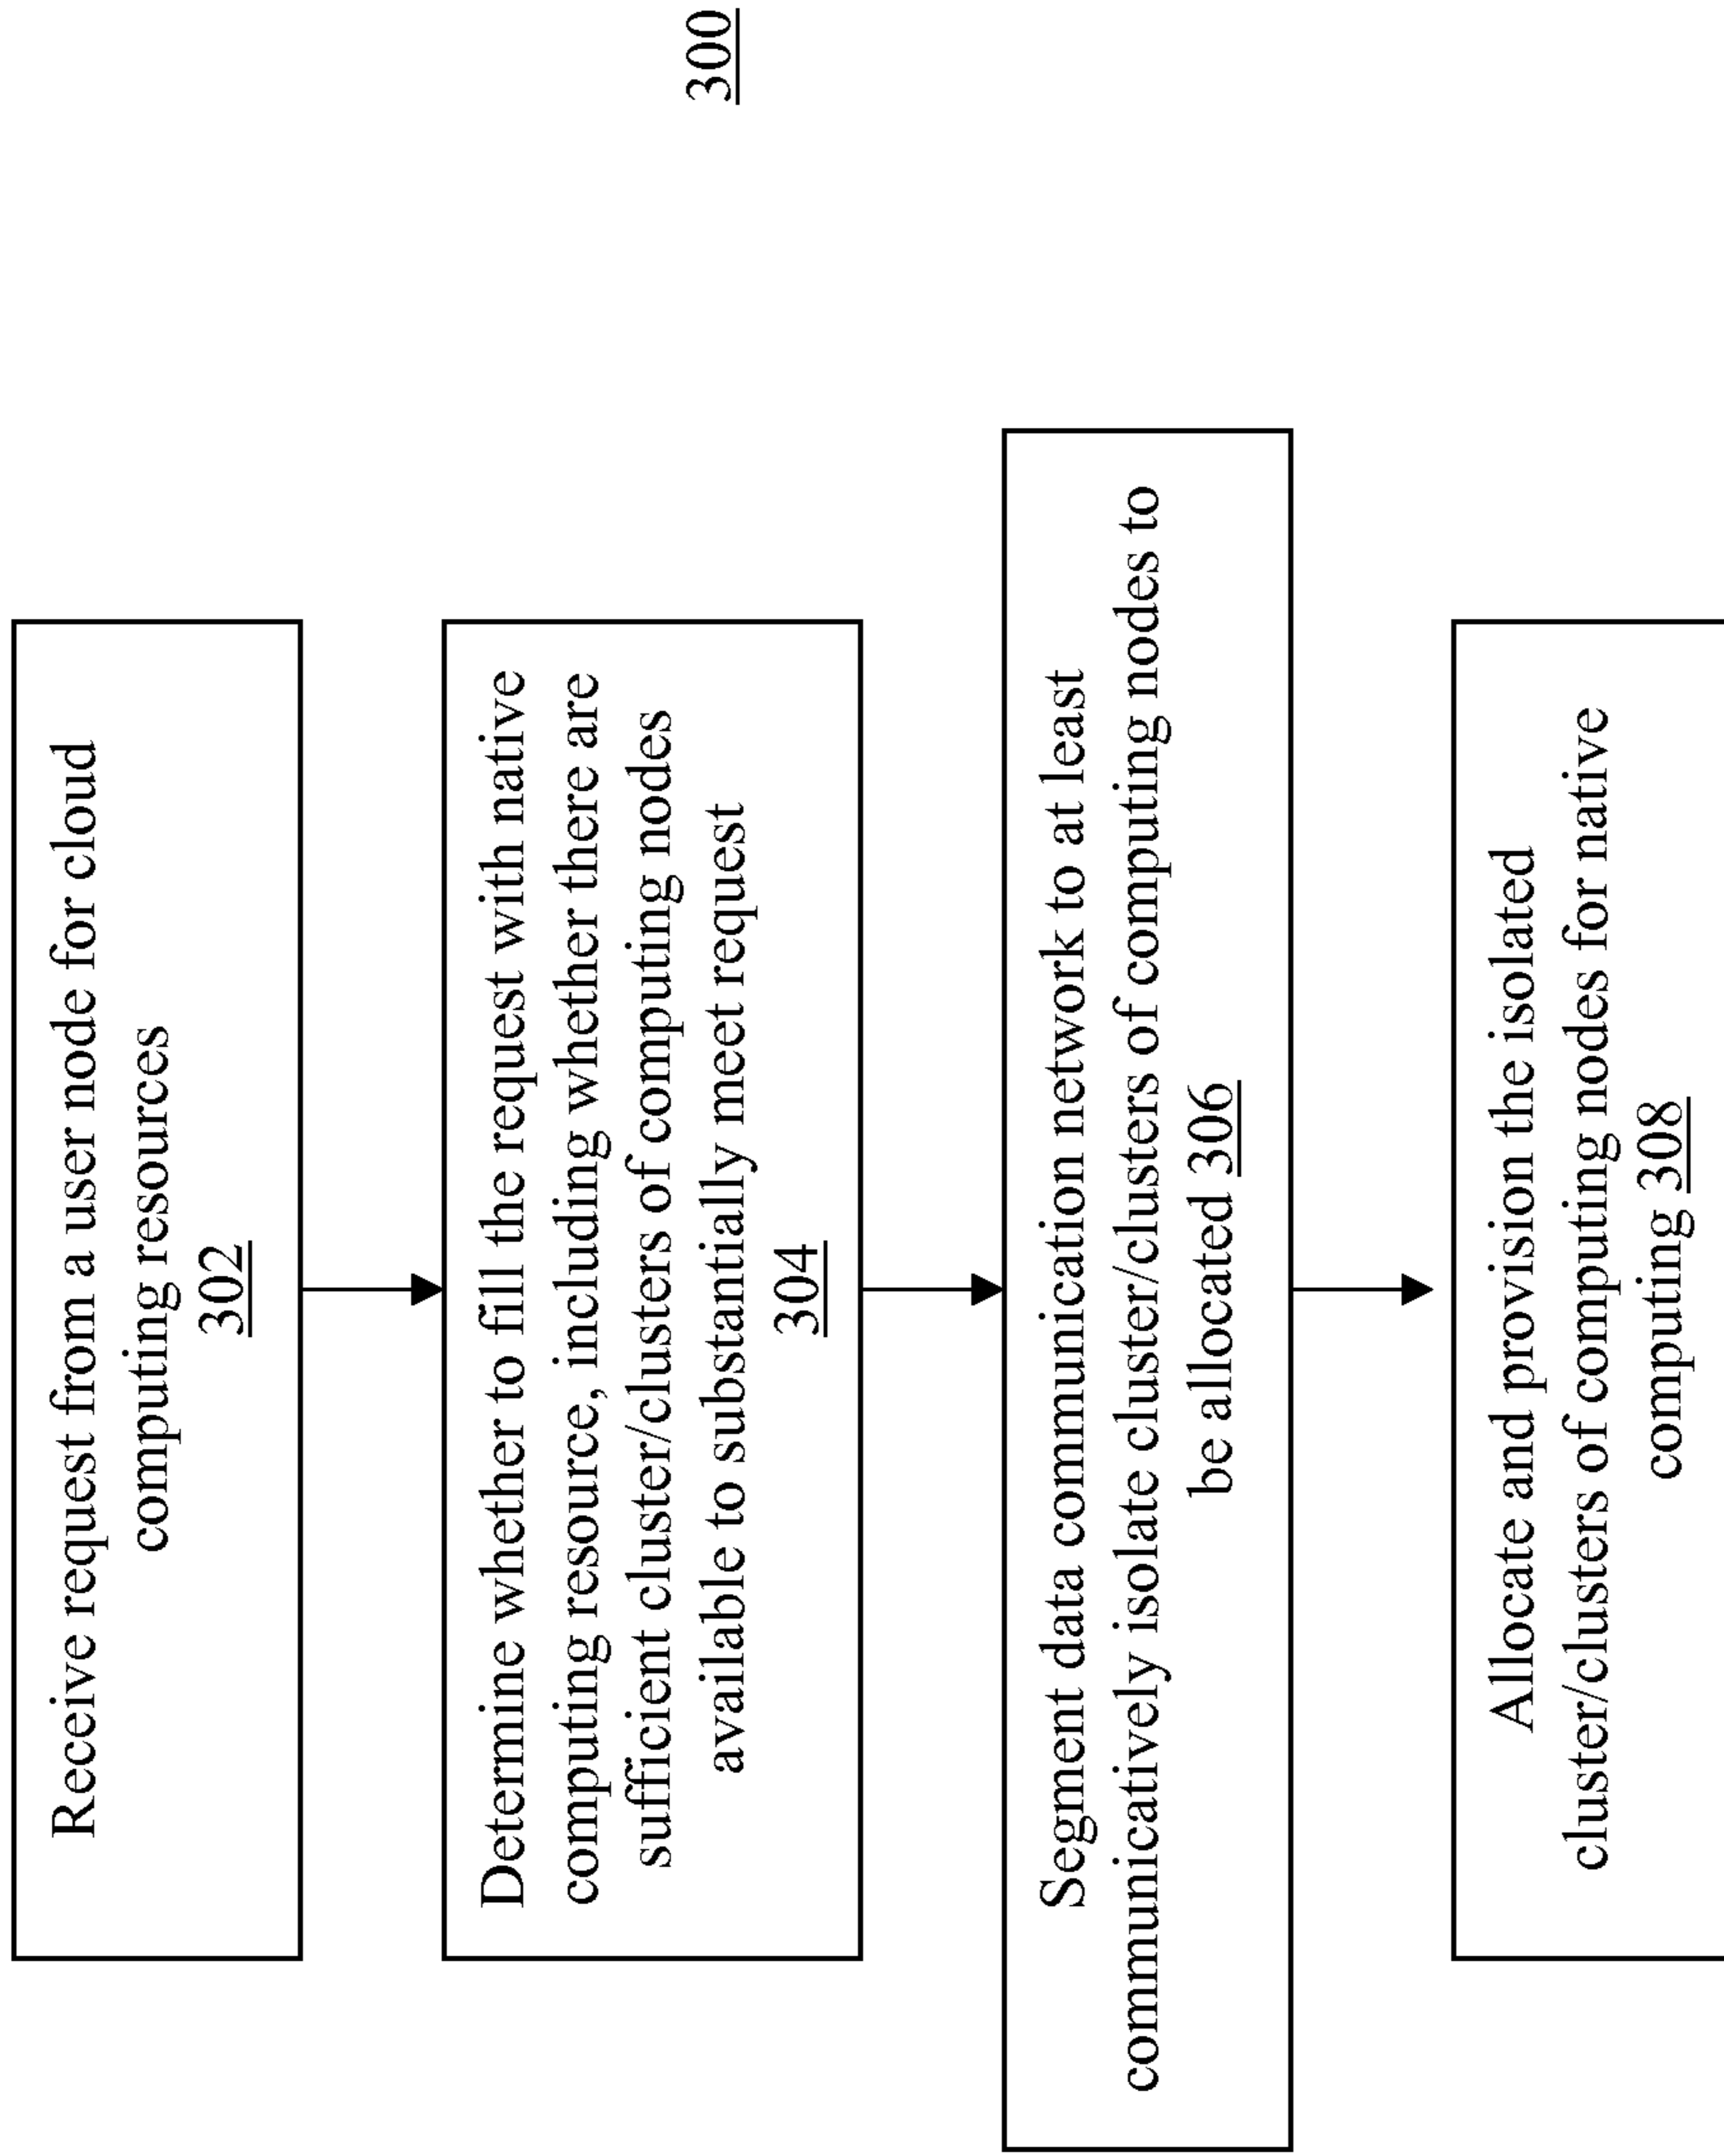 Receive request from a user node for cloud
computing resources
302
Determine whether to fill the request with native
computing resource, including whether there are
sufficient cluster/clusters of computing nodes
available to substantially meet request
304
Segment data communication network to at least
communicatively isolate cluster/clusters of computing nodes to
be allocated 306
Allocate and provision the isolated
cluster/clusters of computing nodes for native
computing 308
300